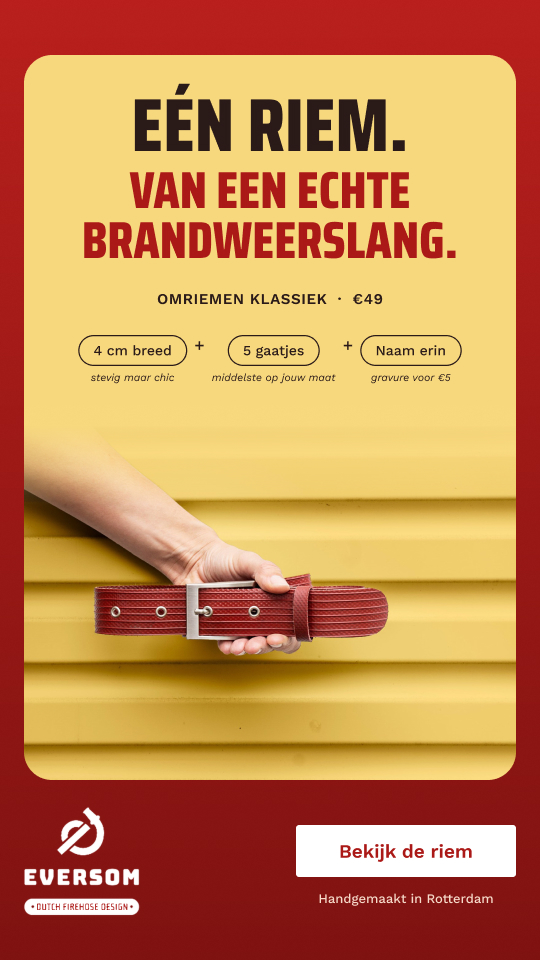 EÉN RIEM.
VAN EEN ECHTE
BRANDWEERSLANG.
OMRIEMEN KLASSIEK · €49
4 cm breed + 5 gaatjes + Naam erin
stevig maar chic middelste op jouw maat gravure voor €5
EVERSOM
• DUTCH FIREHOSE DESIGN •
Bekijk de riem
Handgemaakt in Rotterdam